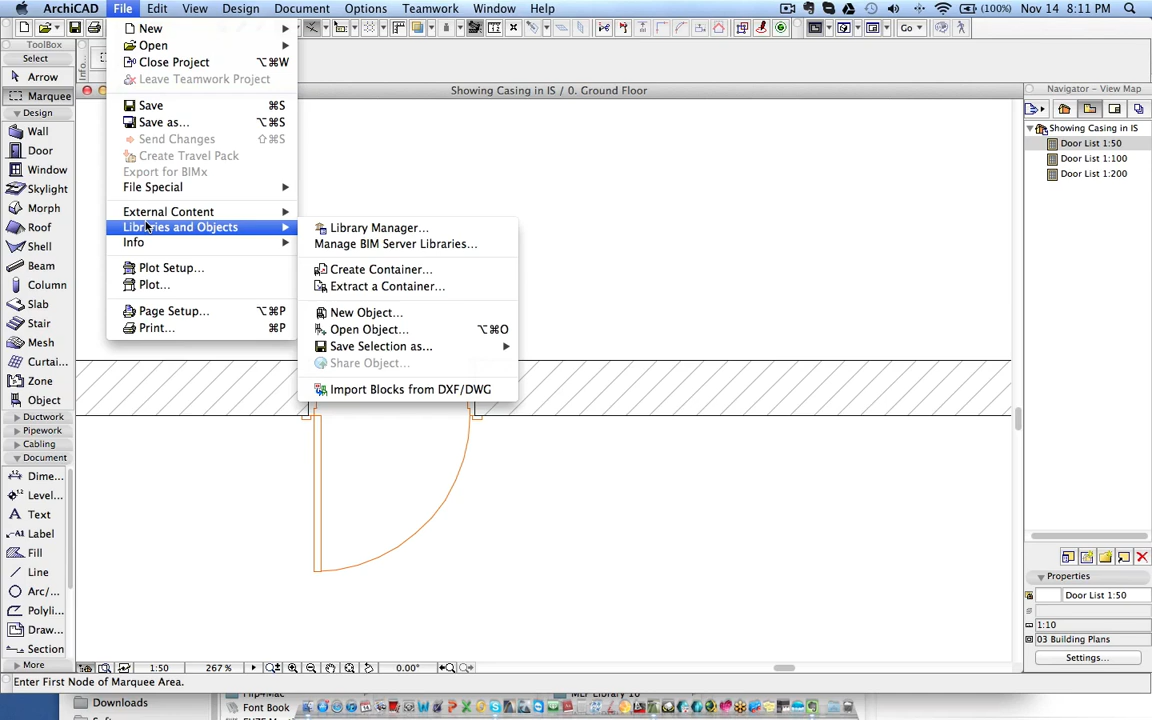 ArchiCAD File Edit View Design Document Options Teamwork Window Help (100%) Nov 14 8:11 PM
ToolBox
Select
Arrow
Marquee
Design
Wall
Door
Window
Skylight
Morph
Roof
Shell
Beam
Column
Slab
Stair
Mesh
Curtai...
Zone
Object
Ductwork
Pipework
Cabling
Document
Dime...
Level...
Text
A1 Label
Fill
Line
Arc/...
Polyli...
Draw...
Section
More
Info.
New
Open
Close Project ⌥⌘W
Leave Teamwork Project
Save ⌘S
Save as... ⌥⌘S
Send Changes ⇧⌘S
Create Travel Pack
Export for BIMx
File Special
External Content
Libraries and Objects
Info
Plot Setup...
Plot...
Page Setup... ⌥⌘P
Print... ⌘P
Library Manager...
Manage BIM Server Libraries...
Create Container...
Extract a Container...
New Object...
Open Object... ⌥⌘O
Save Selection as...
Share Object...
Import Blocks from DXF/DWG
Go
Showing Casing in IS / 0. Ground Floor
Navigator - View Map
Showing Casing in IS
Door List 1:50
Door List 1:100
Door List 1:200
Properties
Door List 1:50
1:10
03 Building Plans
Settings...
1:50 267 % 0.00°
Enter First Node of Marquee Area.
Downloads
Font Book